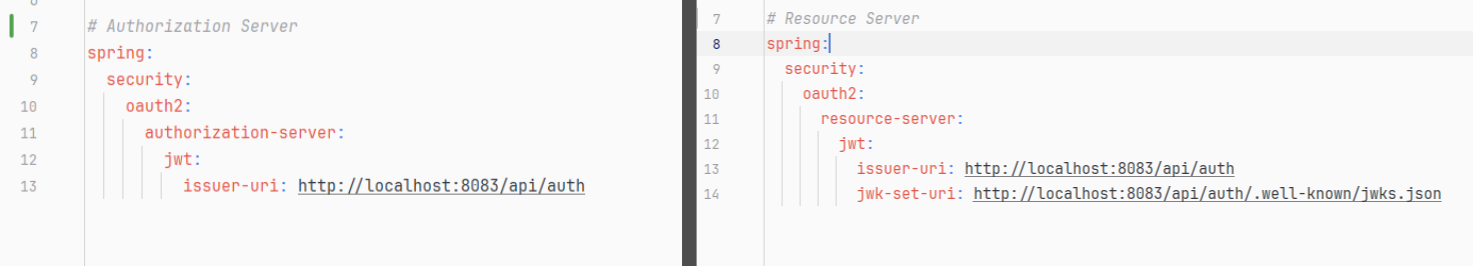 7 # Authorization Server
8 spring:
9 security:
10 oauth2:
11 authorization-server:
12 jwt:
13 issuer-uri: http://localhost:8083/api/auth
7 # Resource Server
8 spring:
9 security:
10 oauth2:
11 resource-server:
12 jwt:
13 issuer-uri: http://localhost:8083/api/auth
14 jwk-set-uri: http://localhost:8083/api/auth/.well-known/jwks.json